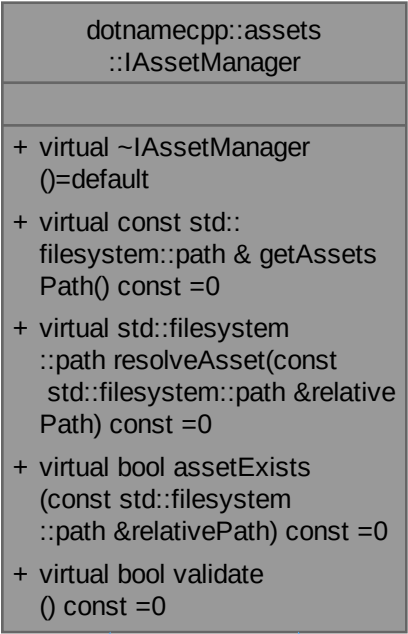 dotnamecpp::assets
::IAssetManager
+ virtual ~IAssetManager
()=default
+ virtual const std::
filesystem::path & getAssets
Path() const =0
+ virtual std::filesystem
::path resolveAsset(const
std::filesystem::path &relative
Path) const =0
+ virtual bool assetExists
(const std::filesystem
::path &relativePath) const =0
+ virtual bool validate
() const =0